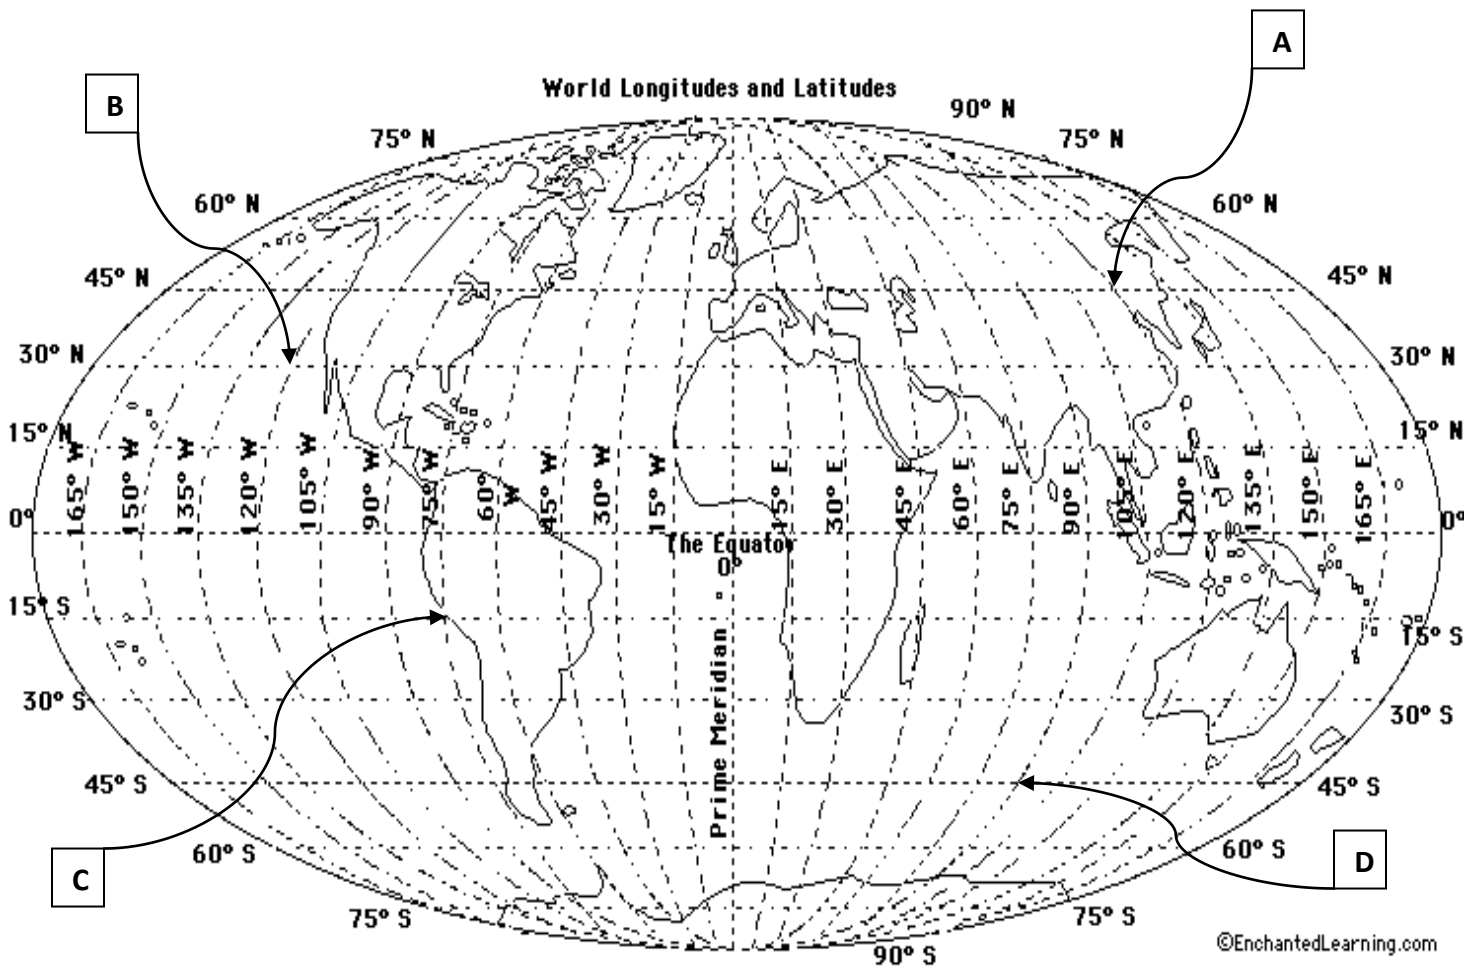 A
B
World Longitudes and Latitudes
90° N
75° N
75° N
60° N
60° N
45° N
45° N
30° N
30° N
15° N
15° N
165° W
150° W
135° W
120° W
105° W
90° W
75° W
60° W
45° W
30° W
15° W
15° E
30° E
45° E
60° E
75° E
90° E
105° E
120° E
135° E
150° E
165° E
0°
0°
The Equator
0°
Prime Meridian
15° S
15° S
30° S
30° S
45° S
45° S
60° S
60° S
C
D
75° S
75° S
90° S
©EnchantedLearning.com